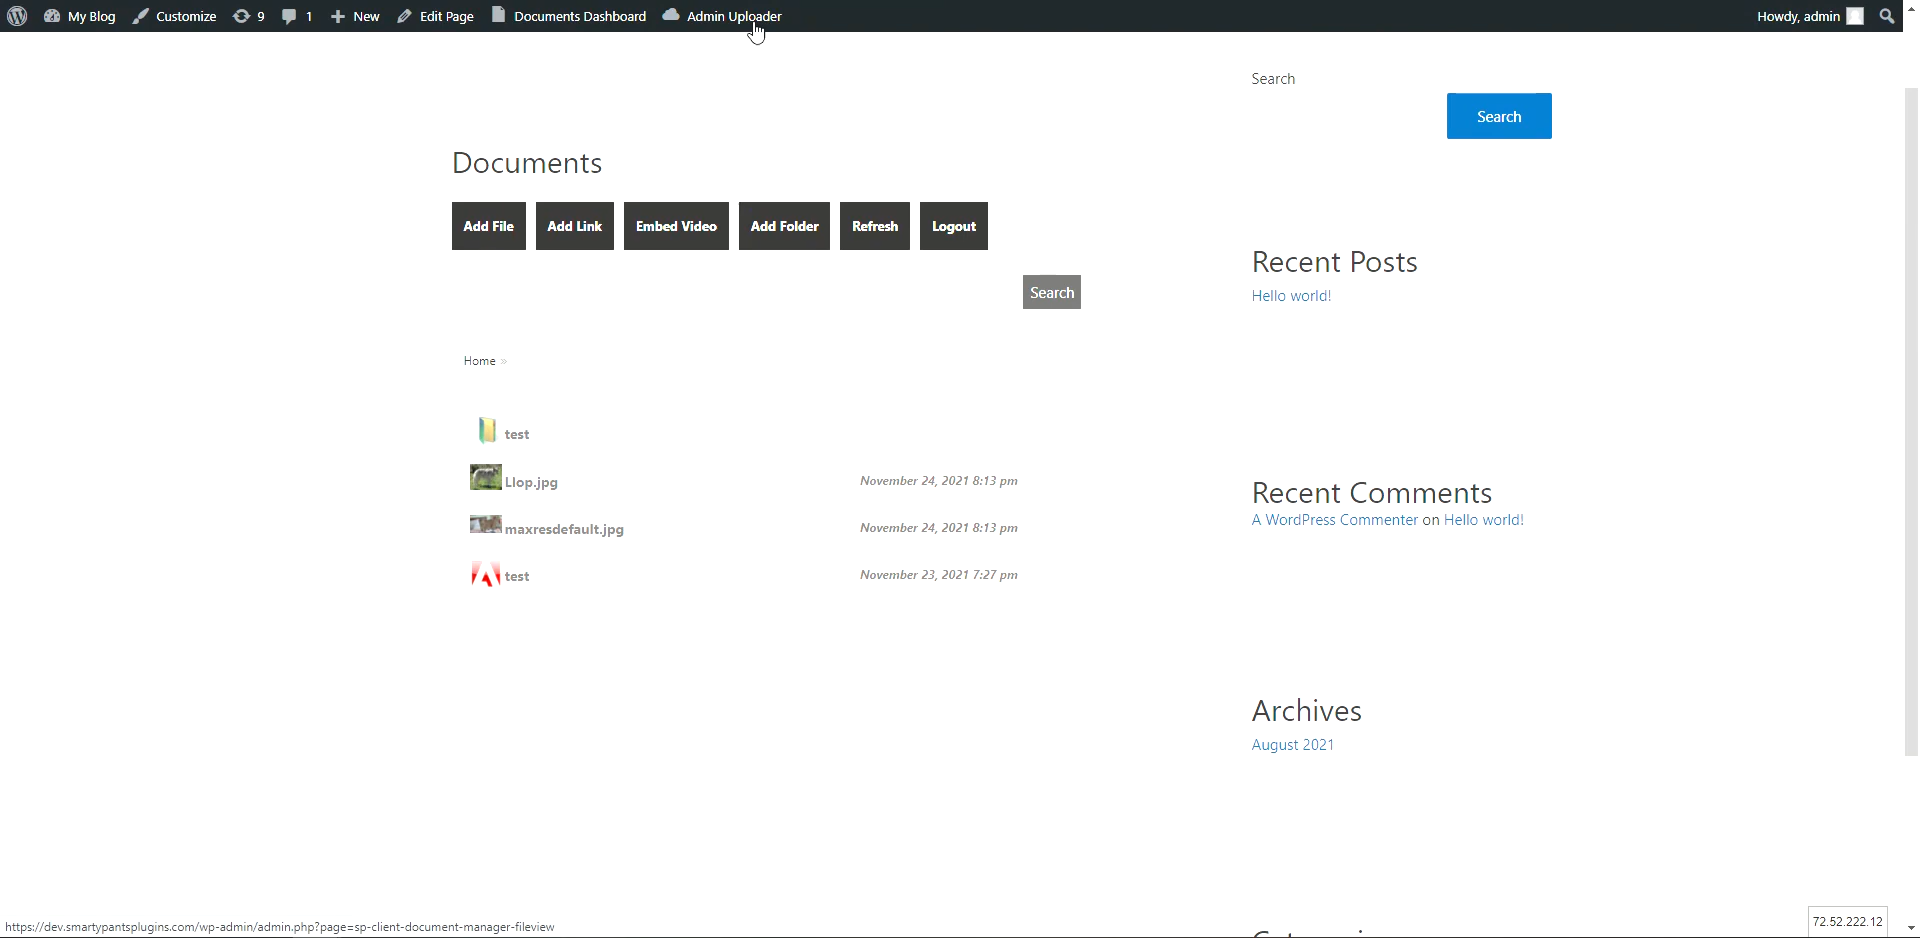 My Blog Customize 9 1 New Edit Page Documents Dashboard Admin Uploader Howdy, admin
Search
Search
Documents
Add File Add Link Embed Video Add Folder Refresh Logout
Search
Home »
test
Llop.jpg November 24, 2021 8:13 pm
maxresdefault.jpg November 24, 2021 8:13 pm
test November 23, 2021 7:27 pm
Recent Posts
Hello world!
Recent Comments
A WordPress Commenter on Hello world!
Archives
August 2021
https://dev.smartypantsplugins.com/wp-admin/admin.php?page=sp-client-document-manager-fileview
72.52.222.12